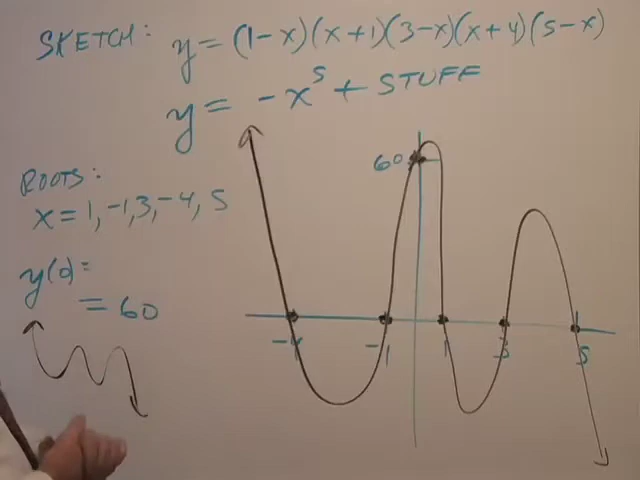 SKETCH: y = (1-x)(x+1)(3-x)(x+4)(5-x)
y = -x⁵ + STUFF
ROOTS:
x = 1, -1, 3, -4, 5
y(0) =
= 60
60
-4 -1 1 3 5